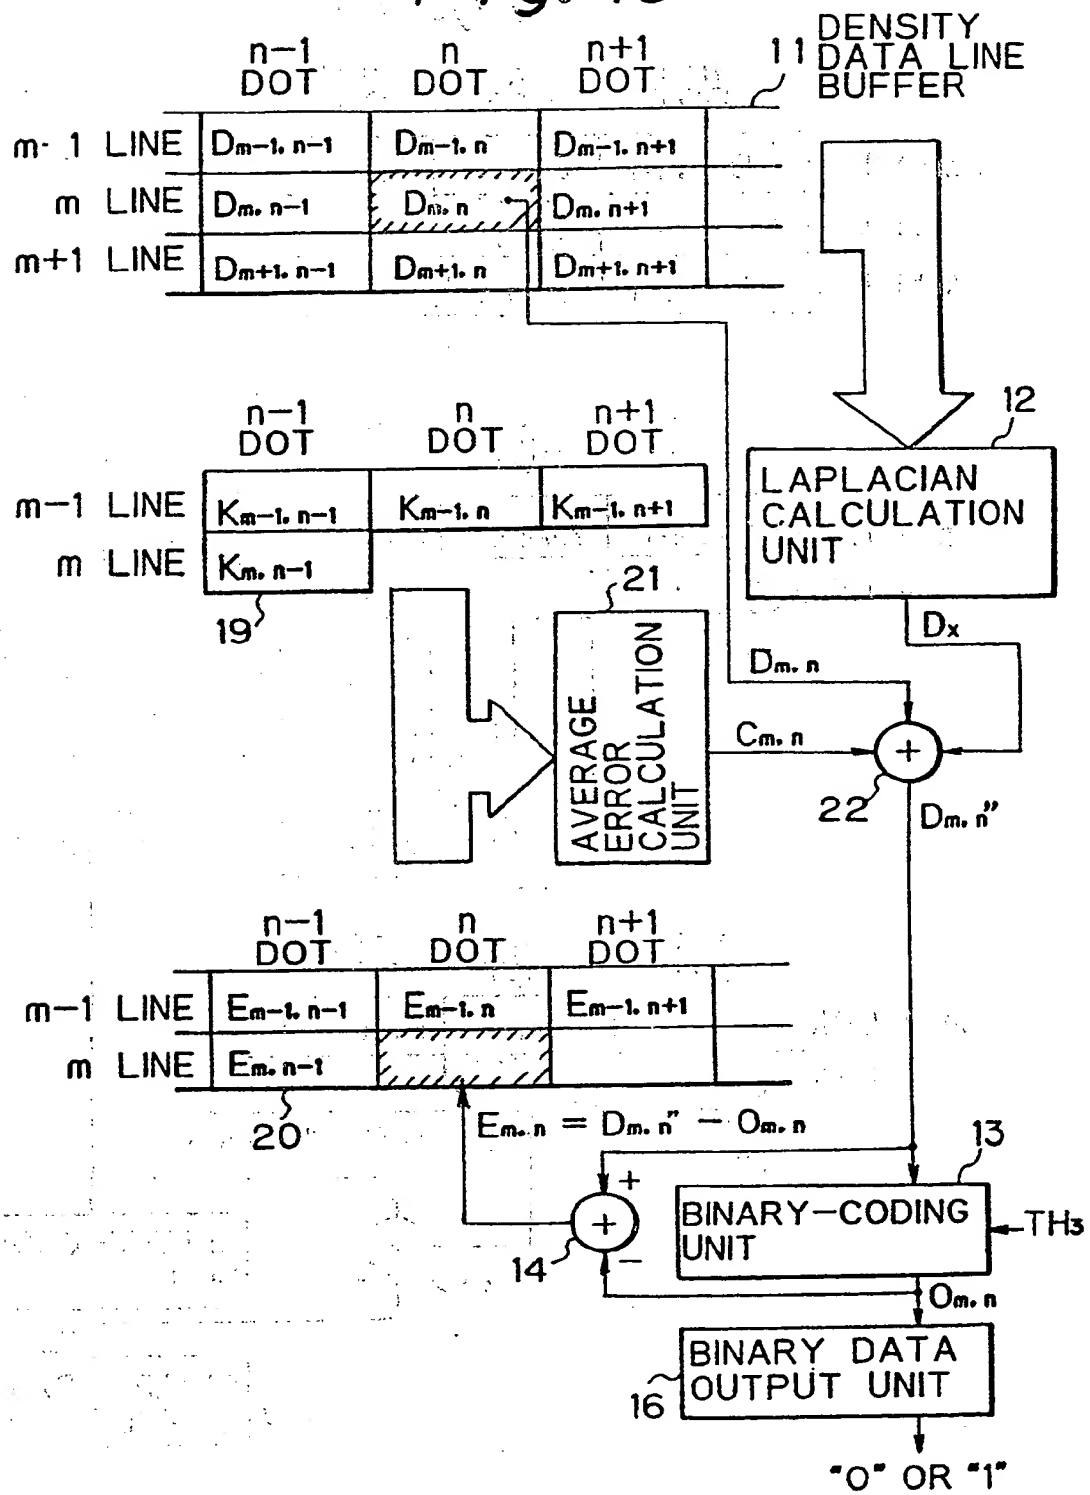 n-1 DOT n DOT n+1 DOT
11 DENSITY DATA LINE BUFFER
m-1 LINE Dm-1.n-1 Dm-1.n Dm-1.n+1
m LINE Dm.n-1 Dm.n Dm.n+1
m+1 LINE Dm+1.n-1 Dm+1.n Dm+1.n+1
n-1 DOT n DOT n+1 DOT
m-1 LINE Km-1.n-1 Km-1.n Km-1.n+1
m LINE Km.n-1
19
12
LAPLACIAN
CALCULATION
UNIT
21
AVERAGE
ERROR
CALCULATION
UNIT
Dx
Dm.n
Cm.n
+
22
Dm.n"
n-1 DOT n DOT n+1 DOT
m-1 LINE Em-1.n-1 Em-1.n Em-1.n+1
m LINE Em.n-1
20
Em.n = Dm.n" - Om.n
13
+
+
-
14
BINARY-CODING
UNIT
TH3
Om.n
BINARY DATA
OUTPUT UNIT
16
"0" OR "1"